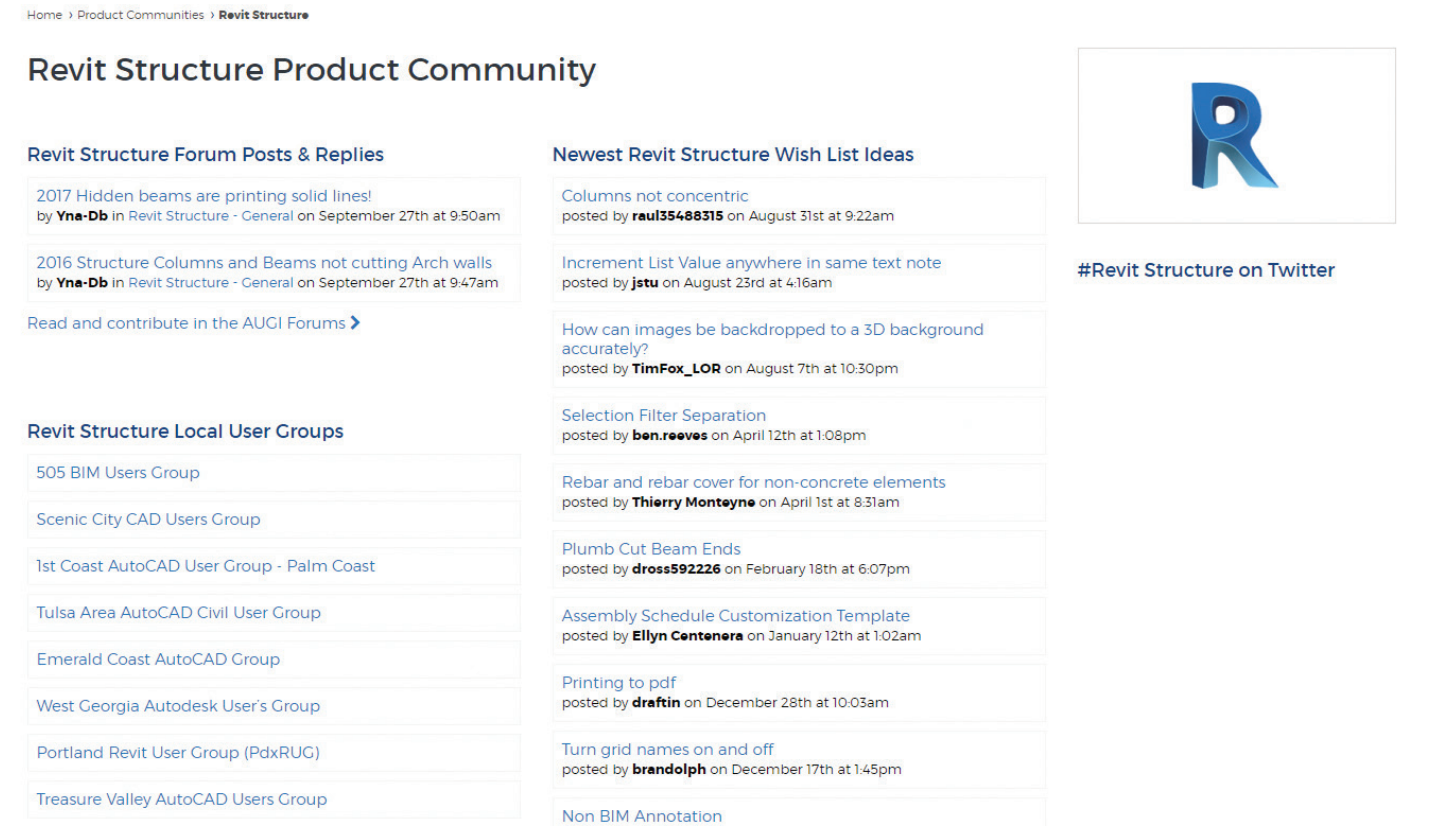 Home › Product Communities › Revit Structure
Revit Structure Product Community
Revit Structure Forum Posts & Replies
2017 Hidden beams are printing solid lines!
by Yna-Db in Revit Structure - General on September 27th at 9:50am
2016 Structure Columns and Beams not cutting Arch walls
by Yna-Db in Revit Structure - General on September 27th at 9:47am
Read and contribute in the AUGI Forums
Revit Structure Local User Groups
505 BIM Users Group
Scenic City CAD Users Group
1st Coast AutoCAD User Group - Palm Coast
Tulsa Area AutoCAD Civil User Group
Emerald Coast AutoCAD Group
West Georgia Autodesk User's Group
Portland Revit User Group (PdxRUG)
Treasure Valley AutoCAD Users Group
Newest Revit Structure Wish List Ideas
Columns not concentric
posted by raul35488315 on August 31st at 9:22am
Increment List Value anywhere in same text note
posted by jstu on August 23rd at 4:16am
How can images be backdropped to a 3D background
accurately?
posted by TimFox_LOR on August 7th at 10:30pm
Selection Filter Separation
posted by ben.reeves on April 12th at 1:08pm
Rebar and rebar cover for non-concrete elements
posted by Thierry Monteyne on April 1st at 8:31am
Plumb Cut Beam Ends
posted by dross592226 on February 18th at 6:07pm
Assembly Schedule Customization Template
posted by Ellyn Centenera on January 12th at 1:02am
Printing to pdf
posted by draftin on December 28th at 10:03am
Turn grid names on and off
posted by brandolph on December 17th at 1:45pm
Non BIM Annotation
R
#Revit Structure on Twitter